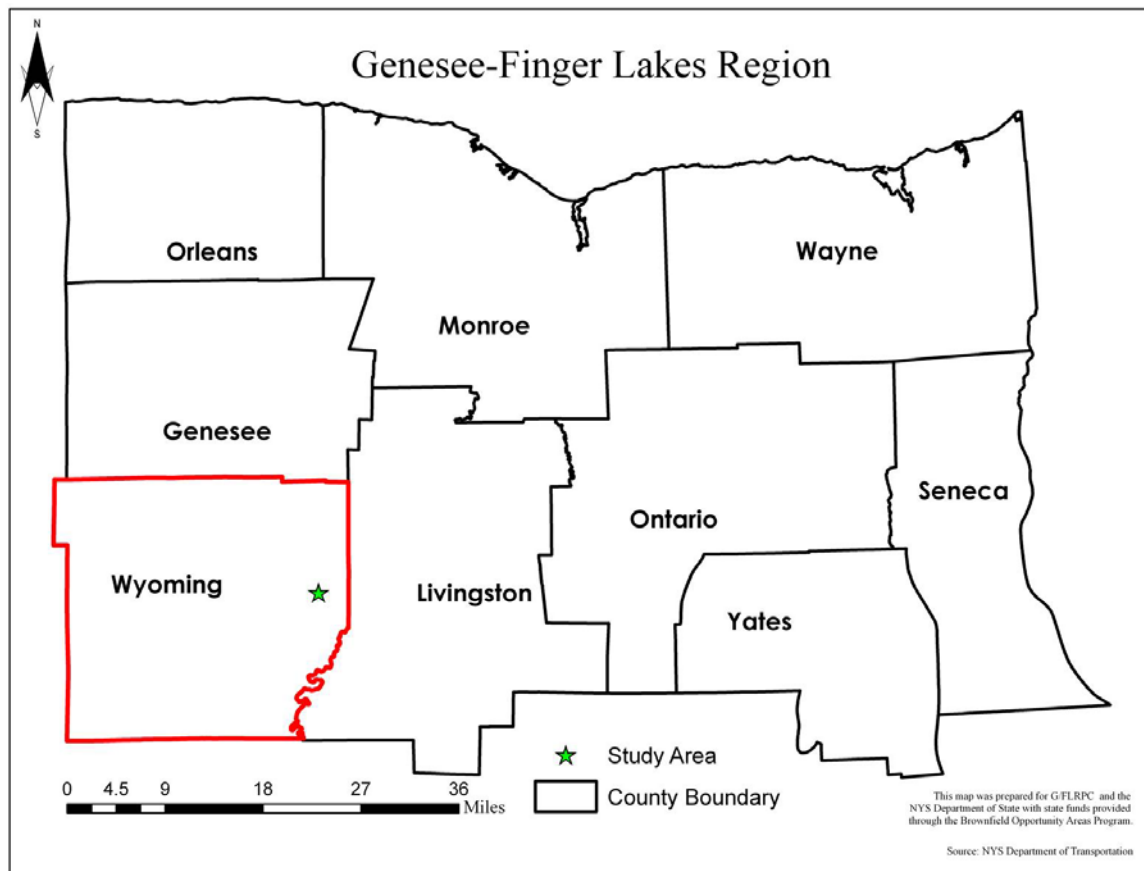 N
S
Genesee-Finger Lakes Region
Orleans
Wayne
Monroe
Genesee
Seneca
Ontario
Wyoming
Livingston
Yates
Study Area
County Boundary
0 4.5 9 18 27 36
Miles
This map was prepared for G/FLRPC and the
NYS Department of State with state funds provided
through the Brownfield Opportunity Areas Program.
Source: NYS Department of Transportation